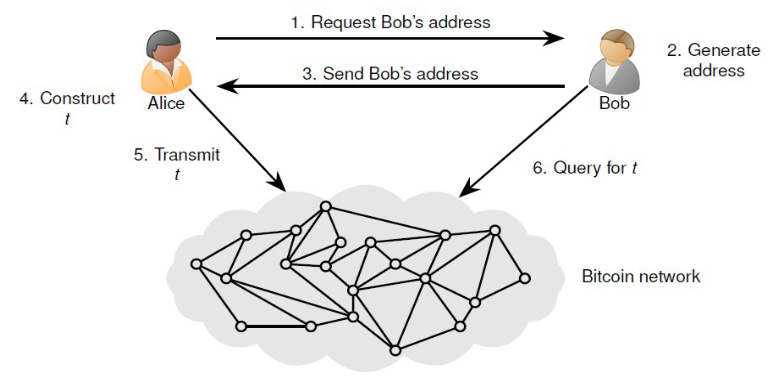 1. Request Bob's address
2. Generate
address
3. Send Bob's address
Alice
Bob
4. Construct
t
5. Transmit
t
6. Query for t
Bitcoin network